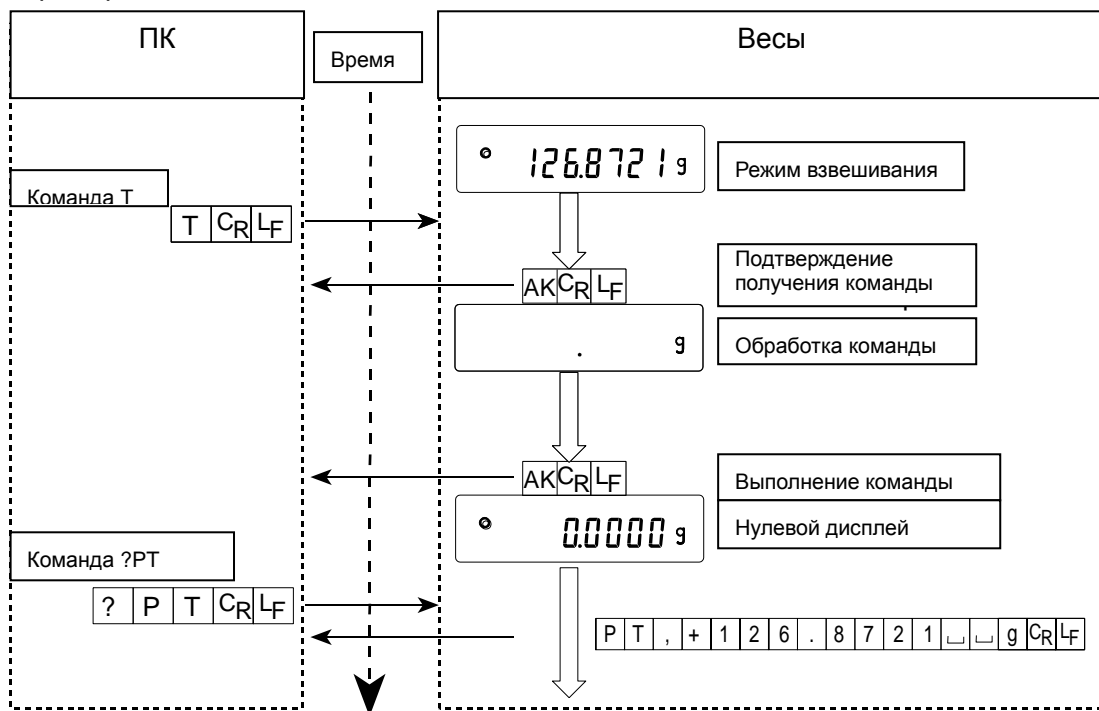 ПК
Время
Весы
126.8721 g
Режим взвешивания
Команда T
T CR LF
Подтверждение
получения команды
AK CR LF
. g
Обработка команды
AK CR LF
Выполнение команды
0.0000 g
Нулевой дисплей
Команда ?PT
? P T CR LF
P T , + 1 2 6 . 8 7 2 1 ␣ ␣ g CR LF